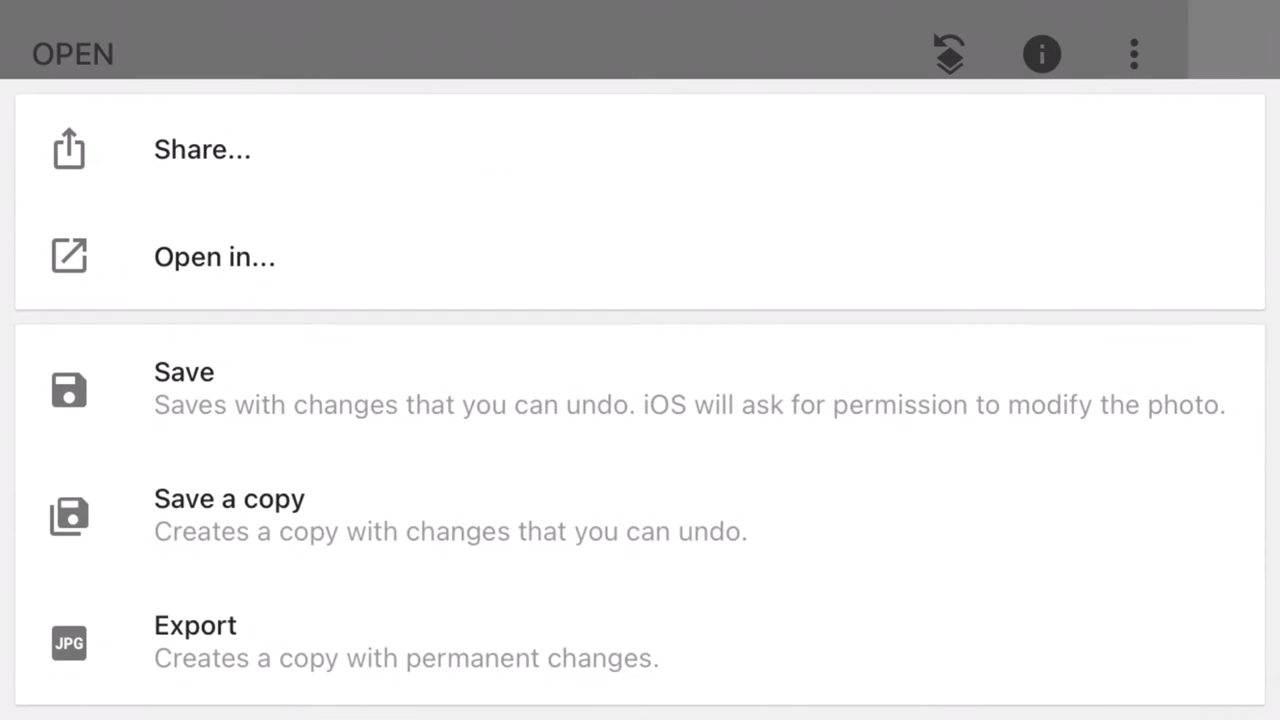 OPEN
Share...
Open in...
Save
Saves with changes that you can undo. iOS will ask for permission to modify the photo.
Save a copy
Creates a copy with changes that you can undo.
JPG
Export
Creates a copy with permanent changes.